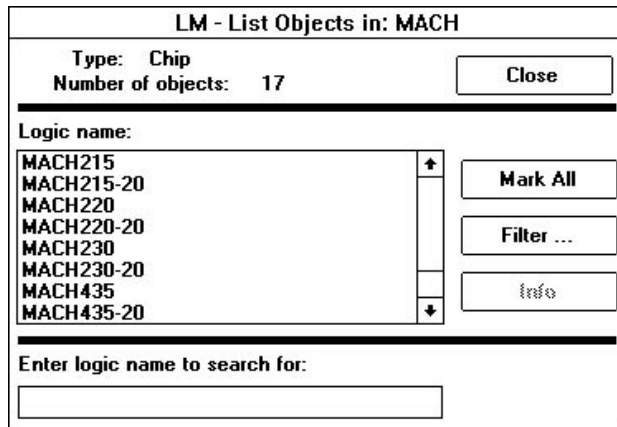 LM - List Objects in: MACH
Type: Chip
Number of objects: 17
Close
Logic name:
MACH215
MACH215-20
MACH220
MACH220-20
MACH230
MACH230-20
MACH435
MACH435-20
Mark All
Filter ...
Info
Enter logic name to search for: